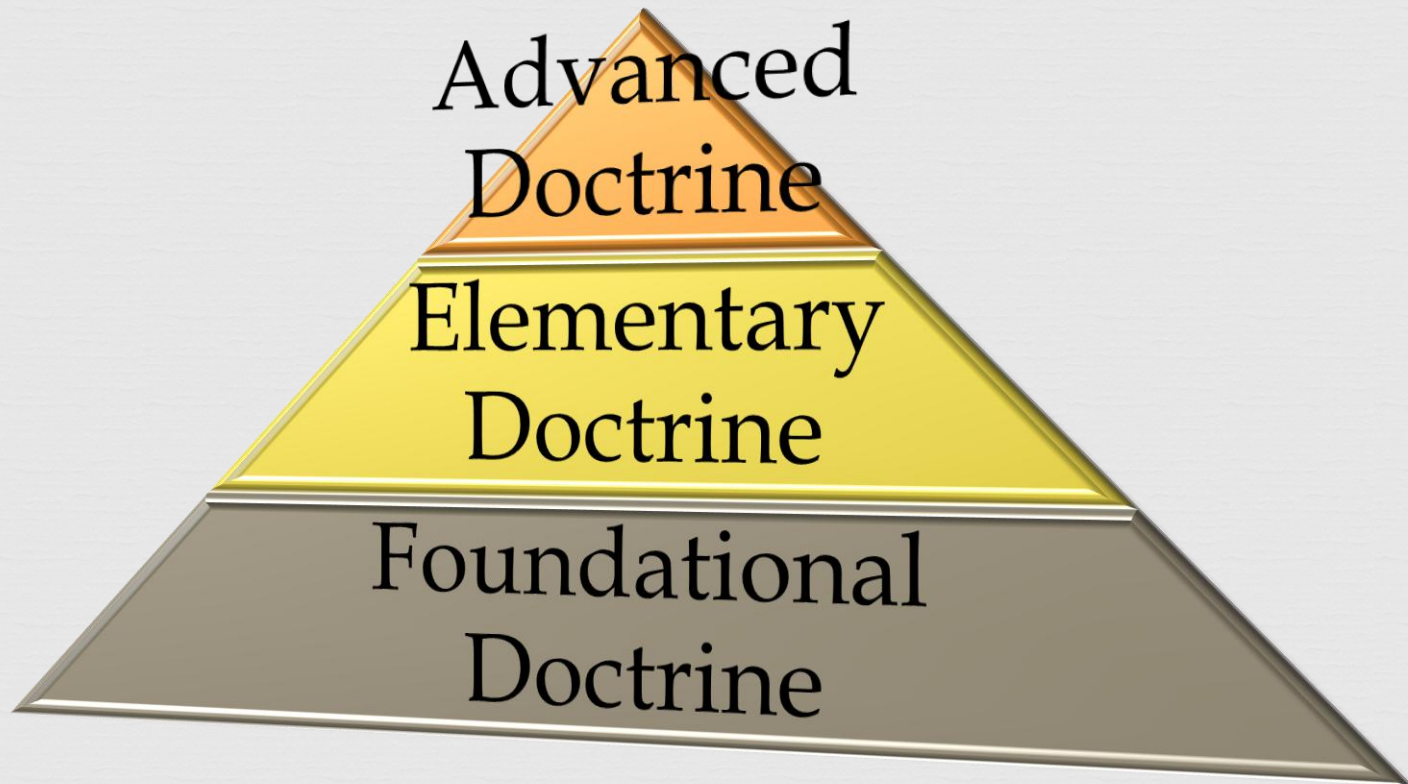 Advanced
Doctrine
Elementary
Doctrine
Foundational
Doctrine